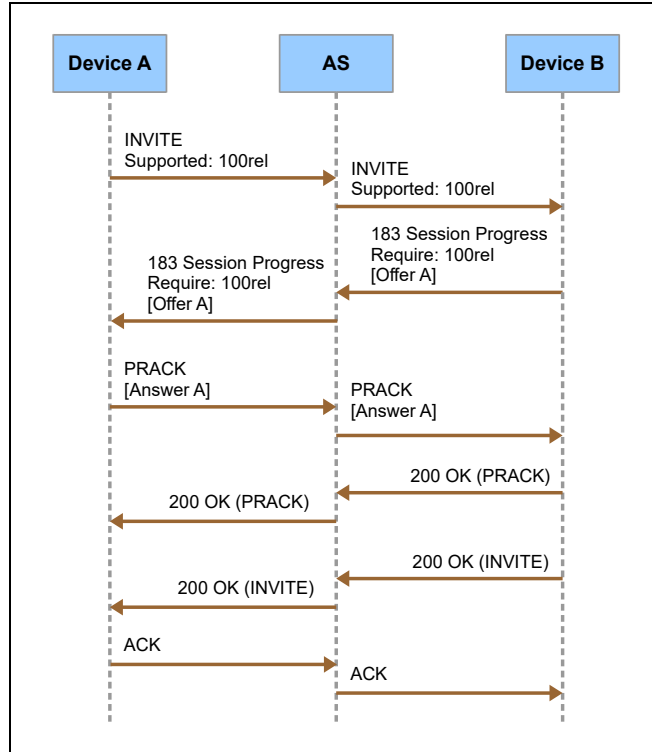 Device A
AS
Device B
INVITE
Supported: 100rel
INVITE
Supported: 100rel
183 Session Progress
Require: 100rel
[Offer A]
183 Session Progress
Require: 100rel
[Offer A]
PRACK
[Answer A]
PRACK
[Answer A]
200 OK (PRACK)
200 OK (PRACK)
200 OK (INVITE)
200 OK (INVITE)
ACK
ACK